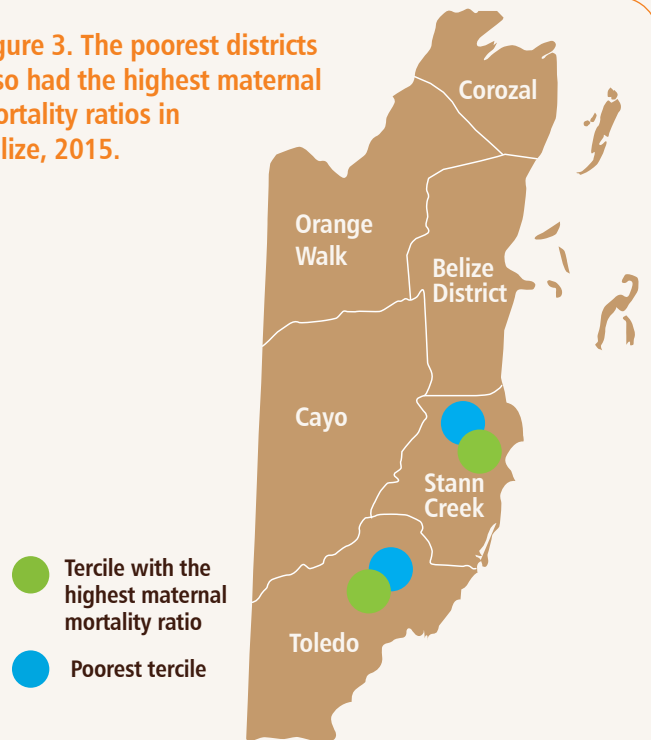 gure 3. The poorest districts
so had the highest maternal
ortality ratios in
lize, 2015.
Corozal
Orange
Walk
Belize
District
Cayo
Stann
Creek
Tercile with the
highest maternal
mortality ratio
Toledo
Poorest tercile